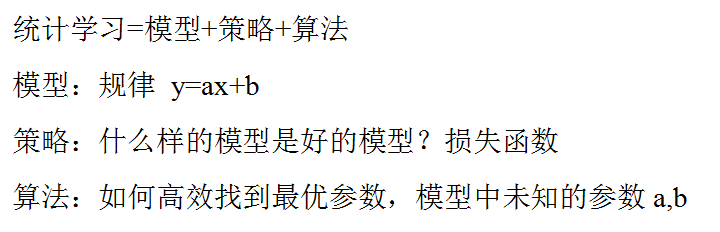 统计学习=模型+策略+算法
模型：规律 y=ax+b
策略：什么样的模型是好的模型？损失函数
算法：如何高效找到最优参数，模型中未知的参数 a,b